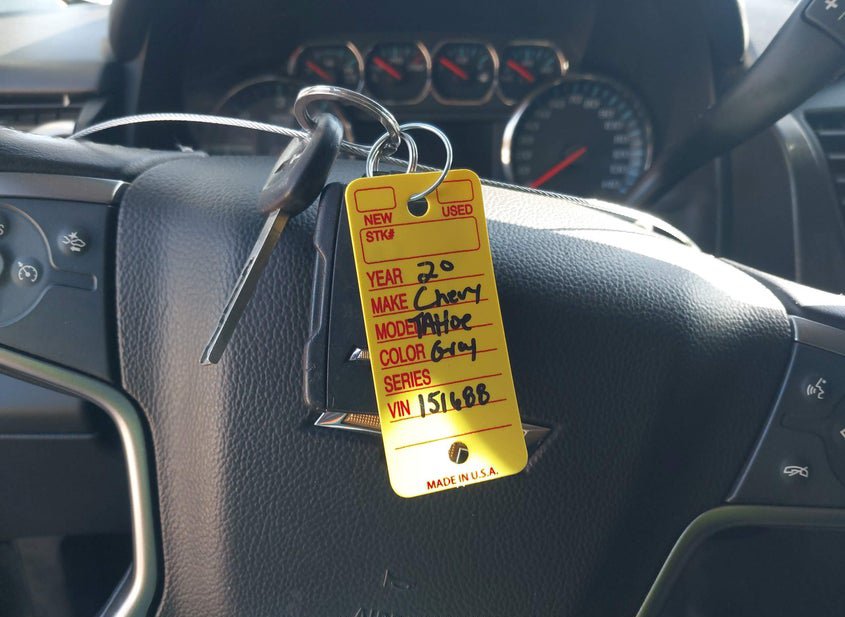 NEW USED
STK#
YEAR 20
MAKE Chevy
MODEL TAHoe
COLOR Gray
SERIES
VIN 151688
MADE IN U.S.A.